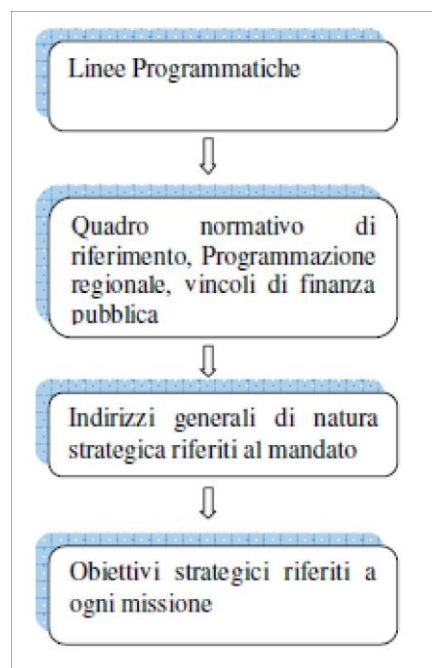 Linee Programmatiche
Quadro normativo di
riferimento, Programmazione
regionale, vincoli di finanza
pubblica
Indirizzi generali di natura
strategica riferiti al mandato
Obiettivi strategici riferiti a
ogni missione